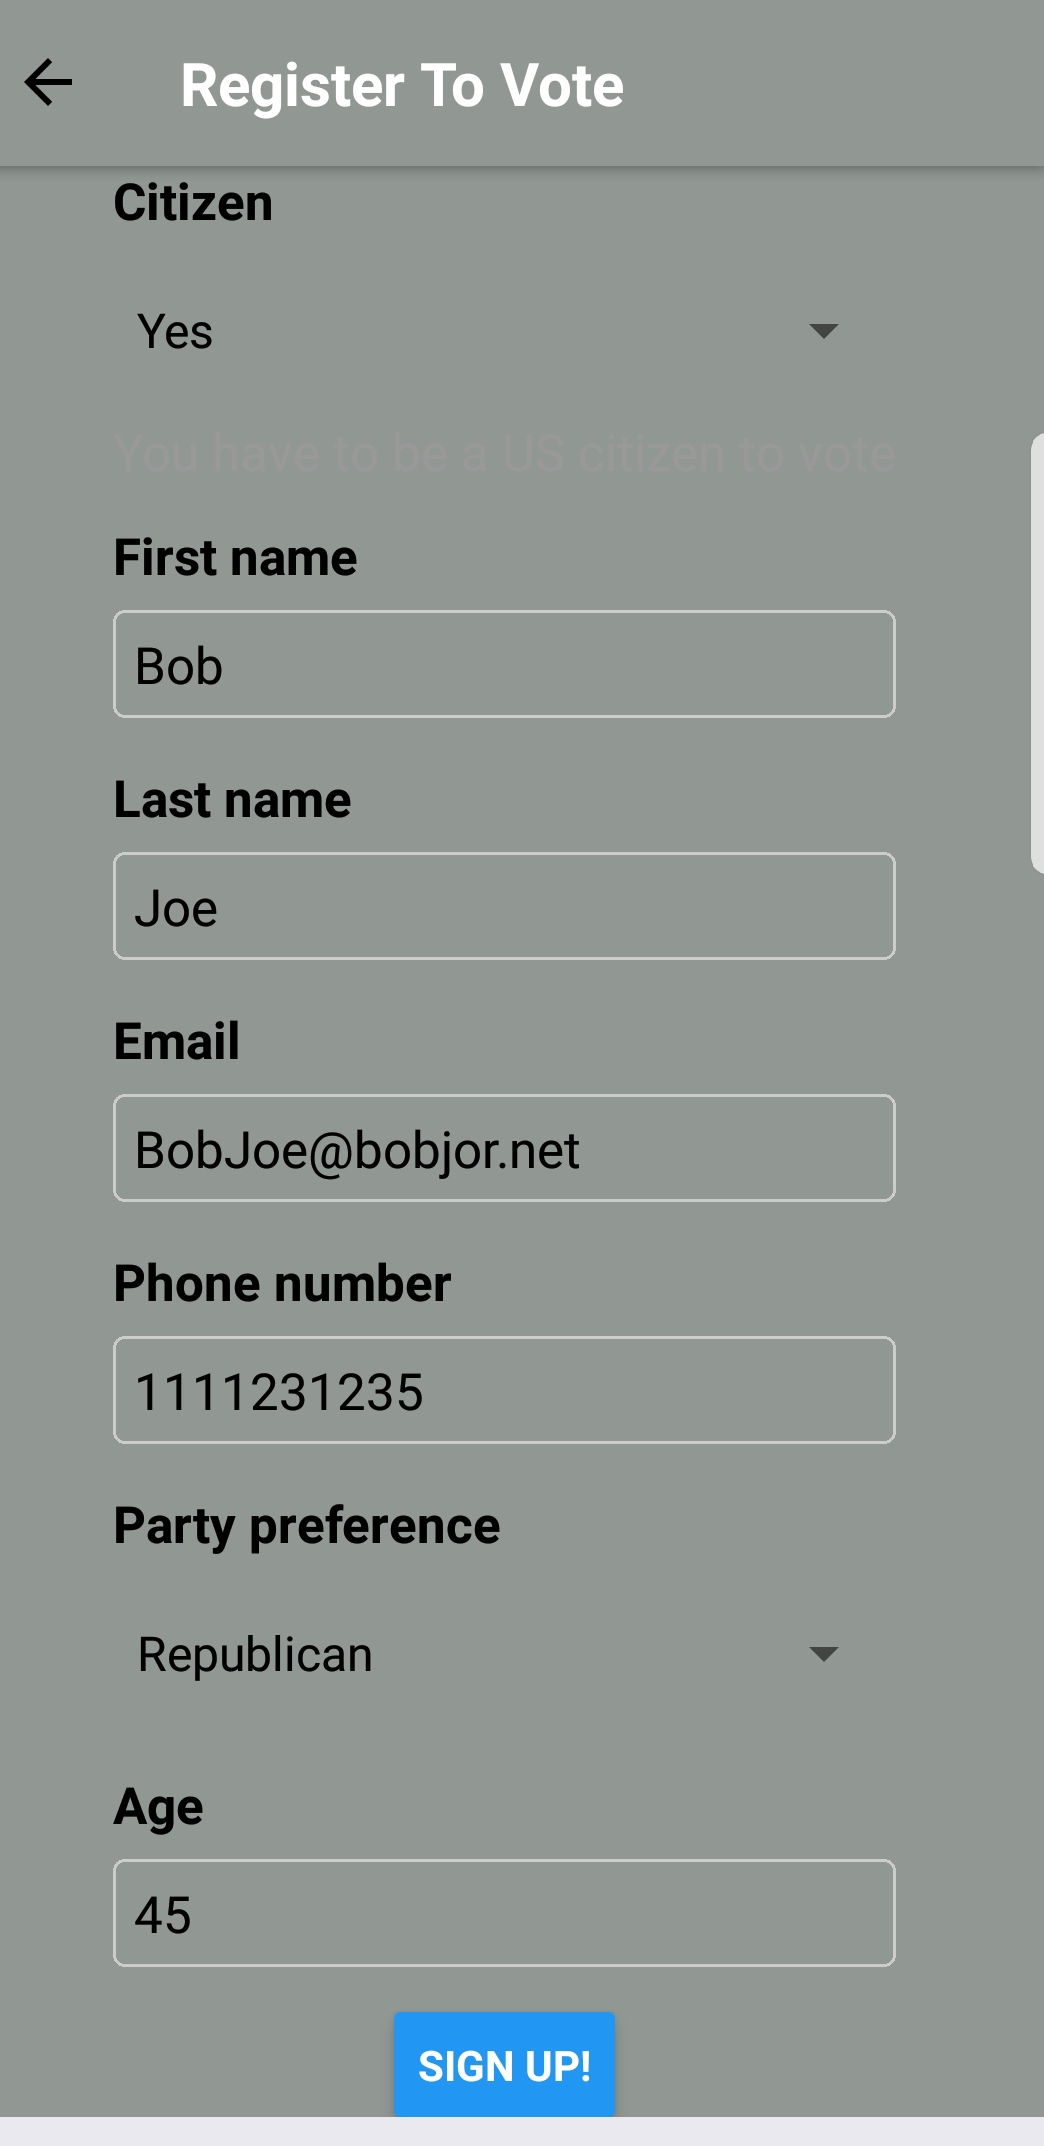 Register To Vote
Citizen
Yes
You have to be a US citizen to vote
First name
Bob
Last name
Joe
Email
BobJoe@bobjor.net
Phone number
1111231235
Party preference
Republican
Age
45
SIGN UP!